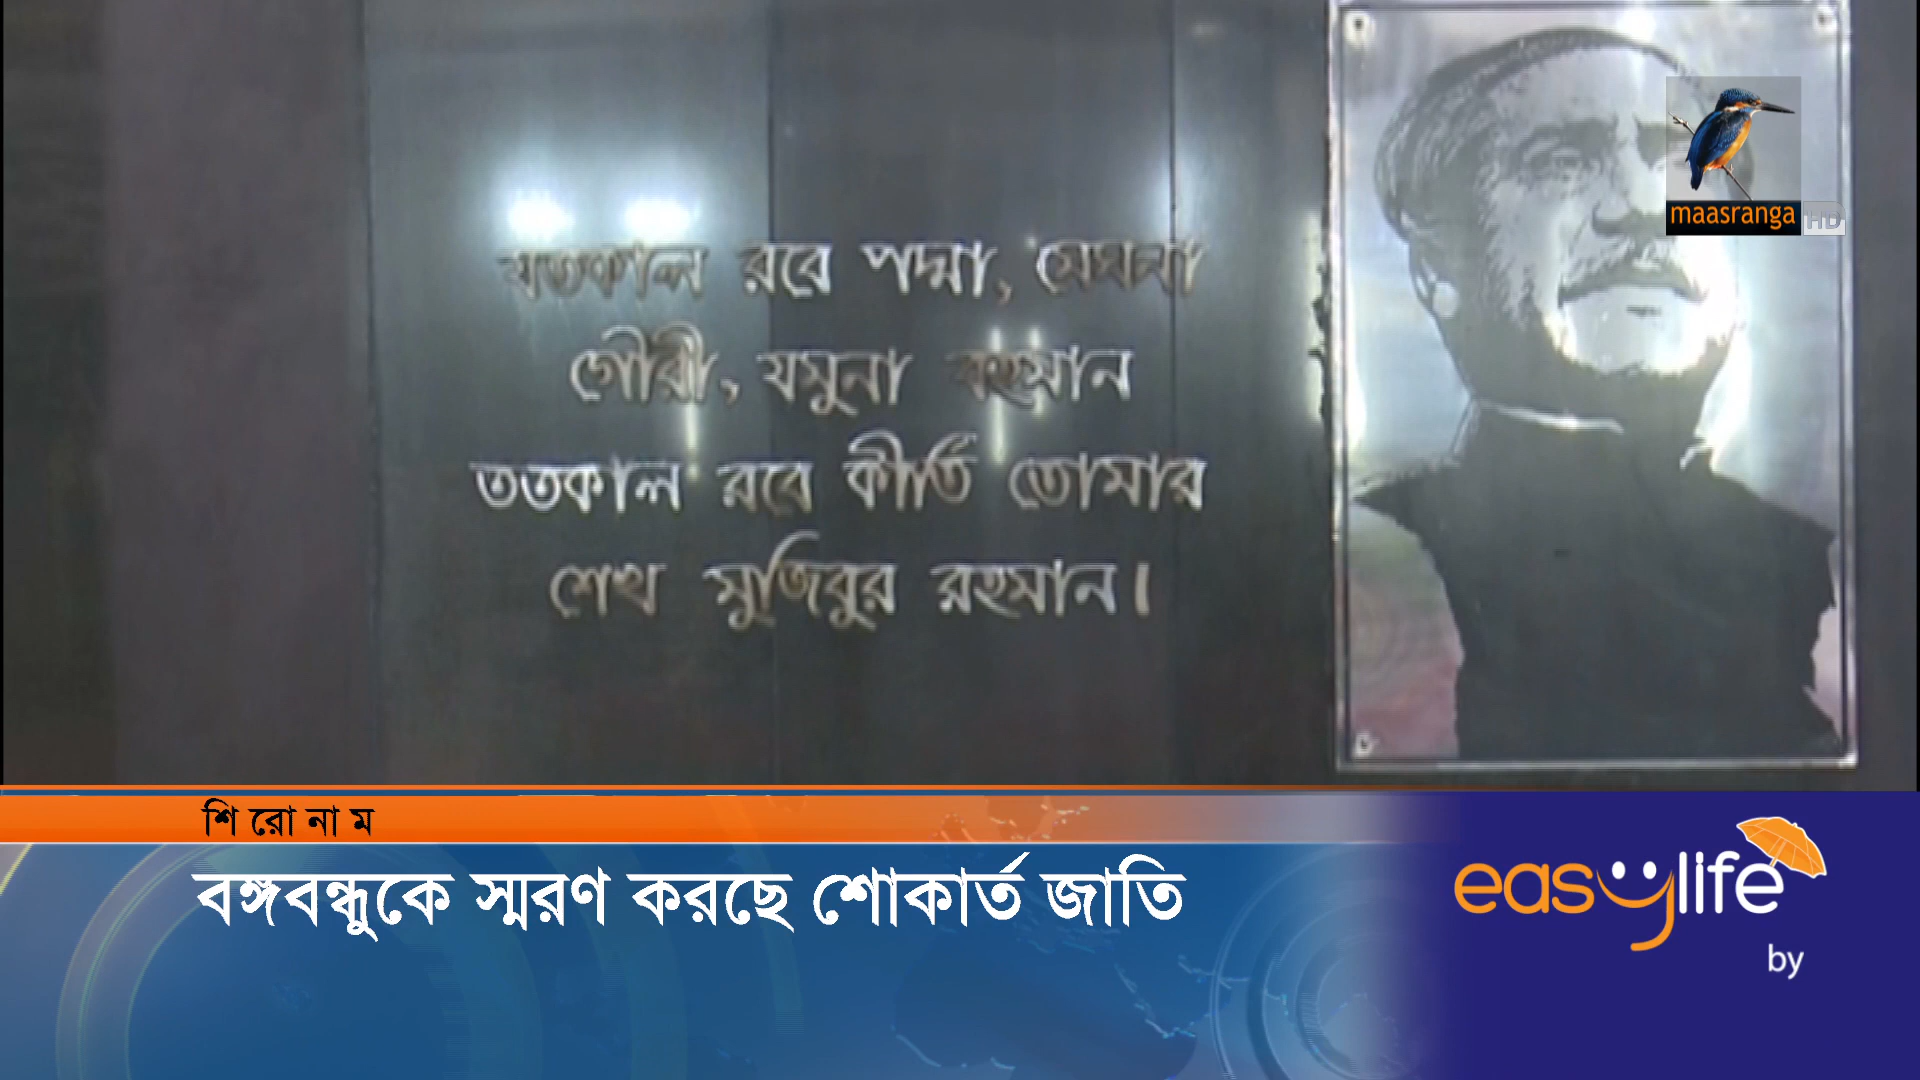 যতকাল রবে পদ্মা, মেঘনা
গৌরী, যমুনা বহমান
ততকাল রবে কীর্তি তোমার
শেখ মুজিবুর রহমান।
maasranga HD
শিরোনাম
বঙ্গবন্ধুকে স্মরণ করছে শোকার্ত জাতি
easylife
by